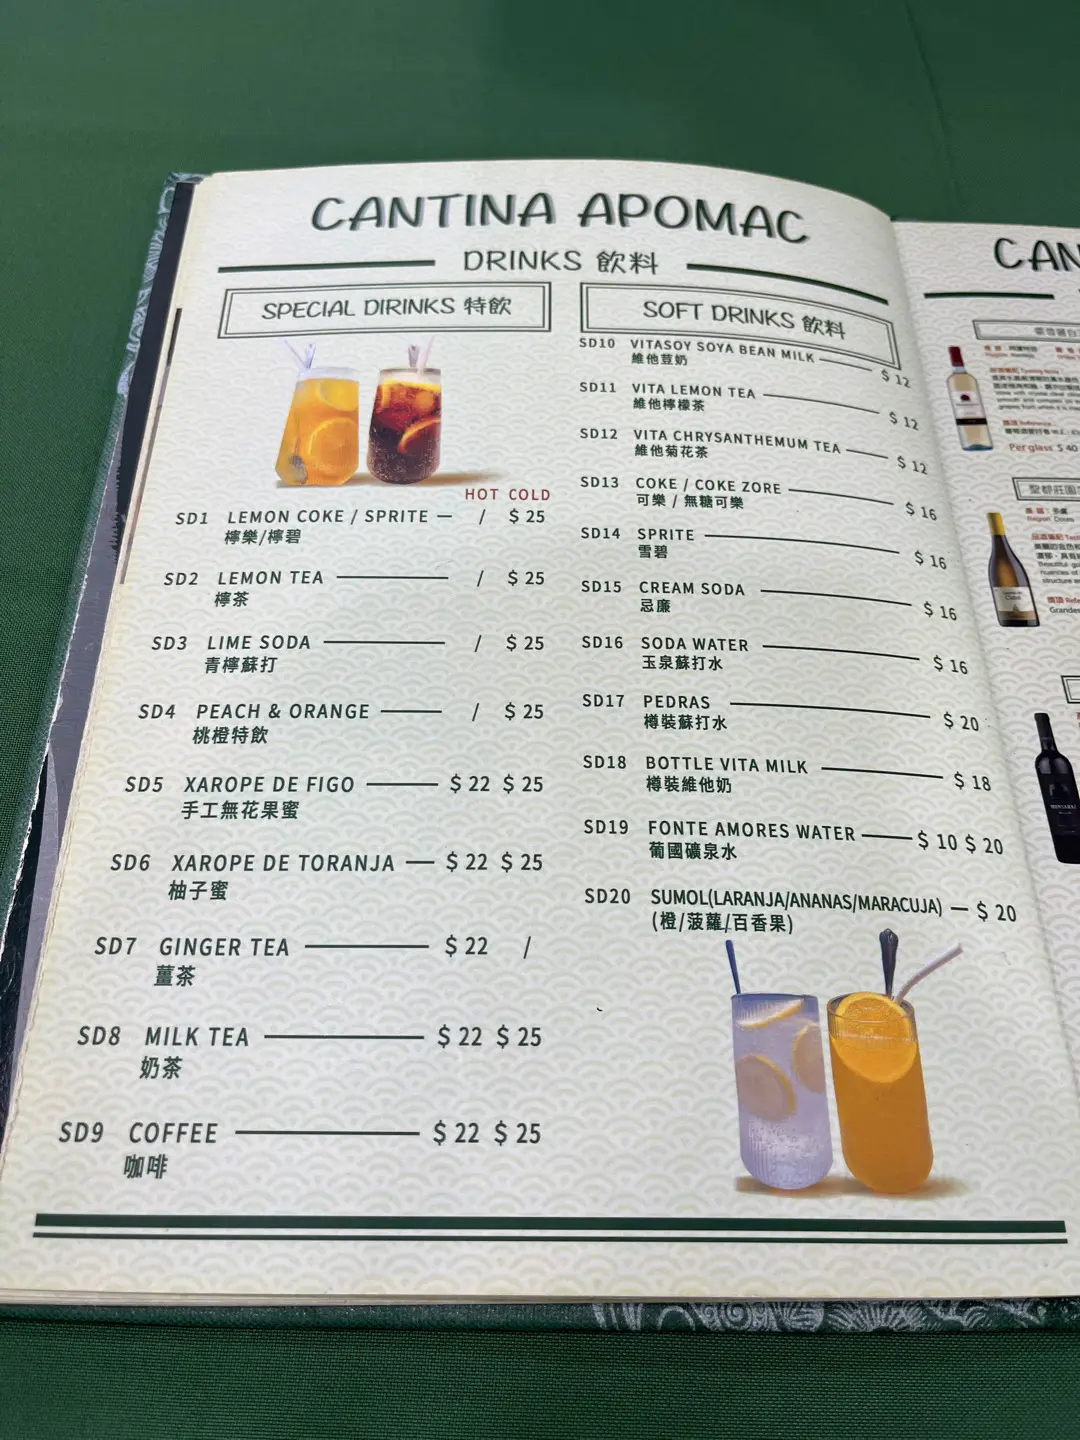 CANTINA APOMAC
DRINKS 飲料
SPECIAL DIRINKS 特飲
HOT COLD
SD1 LEMON COKE / SPRITE / $ 25
檸樂/檸碧
SD2 LEMON TEA / $ 25
檸茶
SD3 LIME SODA / $ 25
青檸蘇打
SD4 PEACH & ORANGE / $ 25
桃橙特飲
SD5 XAROPE DE FIGO $ 22 $ 25
手工無花果蜜
SD6 XAROPE DE TORANJA $ 22 $ 25
柚子蜜
SD7 GINGER TEA $ 22 /
薑茶
SD8 MILK TEA $ 22 $ 25
奶茶
SD9 COFFEE $ 22 $ 25
咖啡
SOFT DRINKS 飲料
SD10 VITASOY SOYA BEAN MILK $ 12
維他荳奶
SD11 VITA LEMON TEA $ 12
維他檸檬茶
SD12 VITA CHRYSANTHEMUM TEA $ 12
維他菊花茶
SD13 COKE / COKE ZORE $ 16
可樂 / 無糖可樂
SD14 SPRITE $ 16
雪碧
SD15 CREAM SODA $ 16
忌廉
SD16 SODA WATER $ 16
玉泉蘇打水
SD17 PEDRAS $ 20
樽裝蘇打水
SD18 BOTTLE VITA MILK $ 18
樽裝維他奶
SD19 FONTE AMORES WATER $ 10 $ 20
葡國礦泉水
SD20 SUMOL(LARANJA/ANANAS/MARACUJA) $ 20
(橙/菠蘿/百香果)
CAN
Per glass $ 40